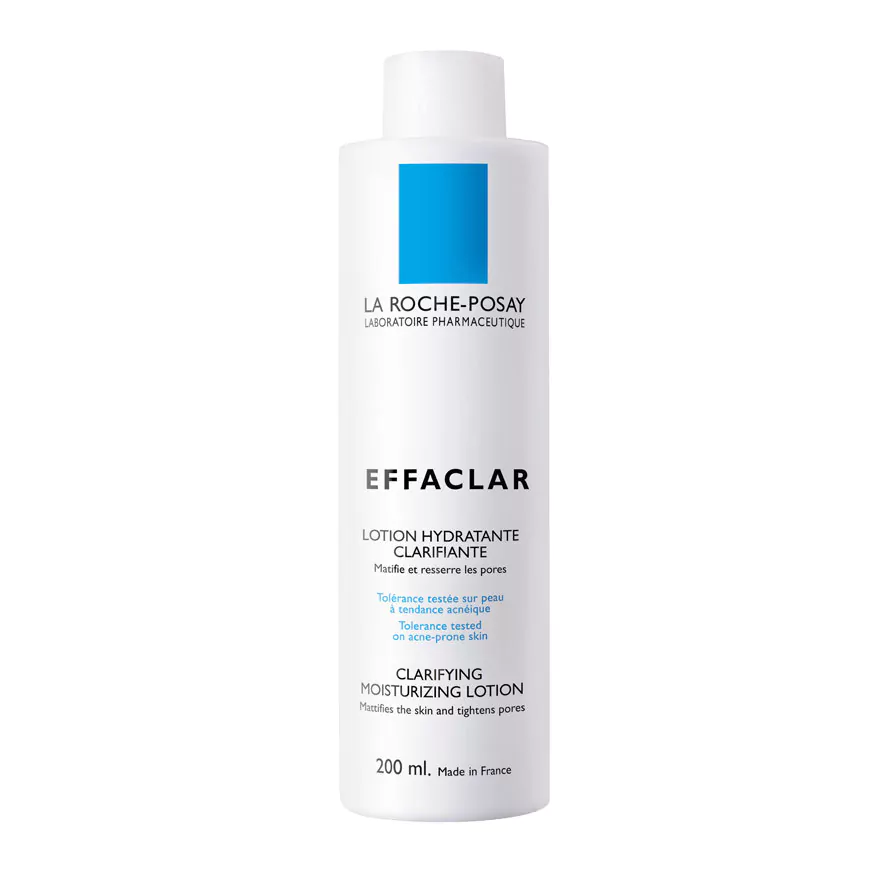 LA ROCHE-POSAY
LABORATOIRE PHARMACEUTIQUE
EFFACLAR
LOTION HYDRATANTE
CLARIFIANTE
Matifie et resserre les pores
Tolérance testée sur peau
à tendance acnéique
Tolerance tested
on acne-prone skin
CLARIFYING
MOISTURIZING LOTION
Mattifies the skin and tightens pores
200 ml. Made in France